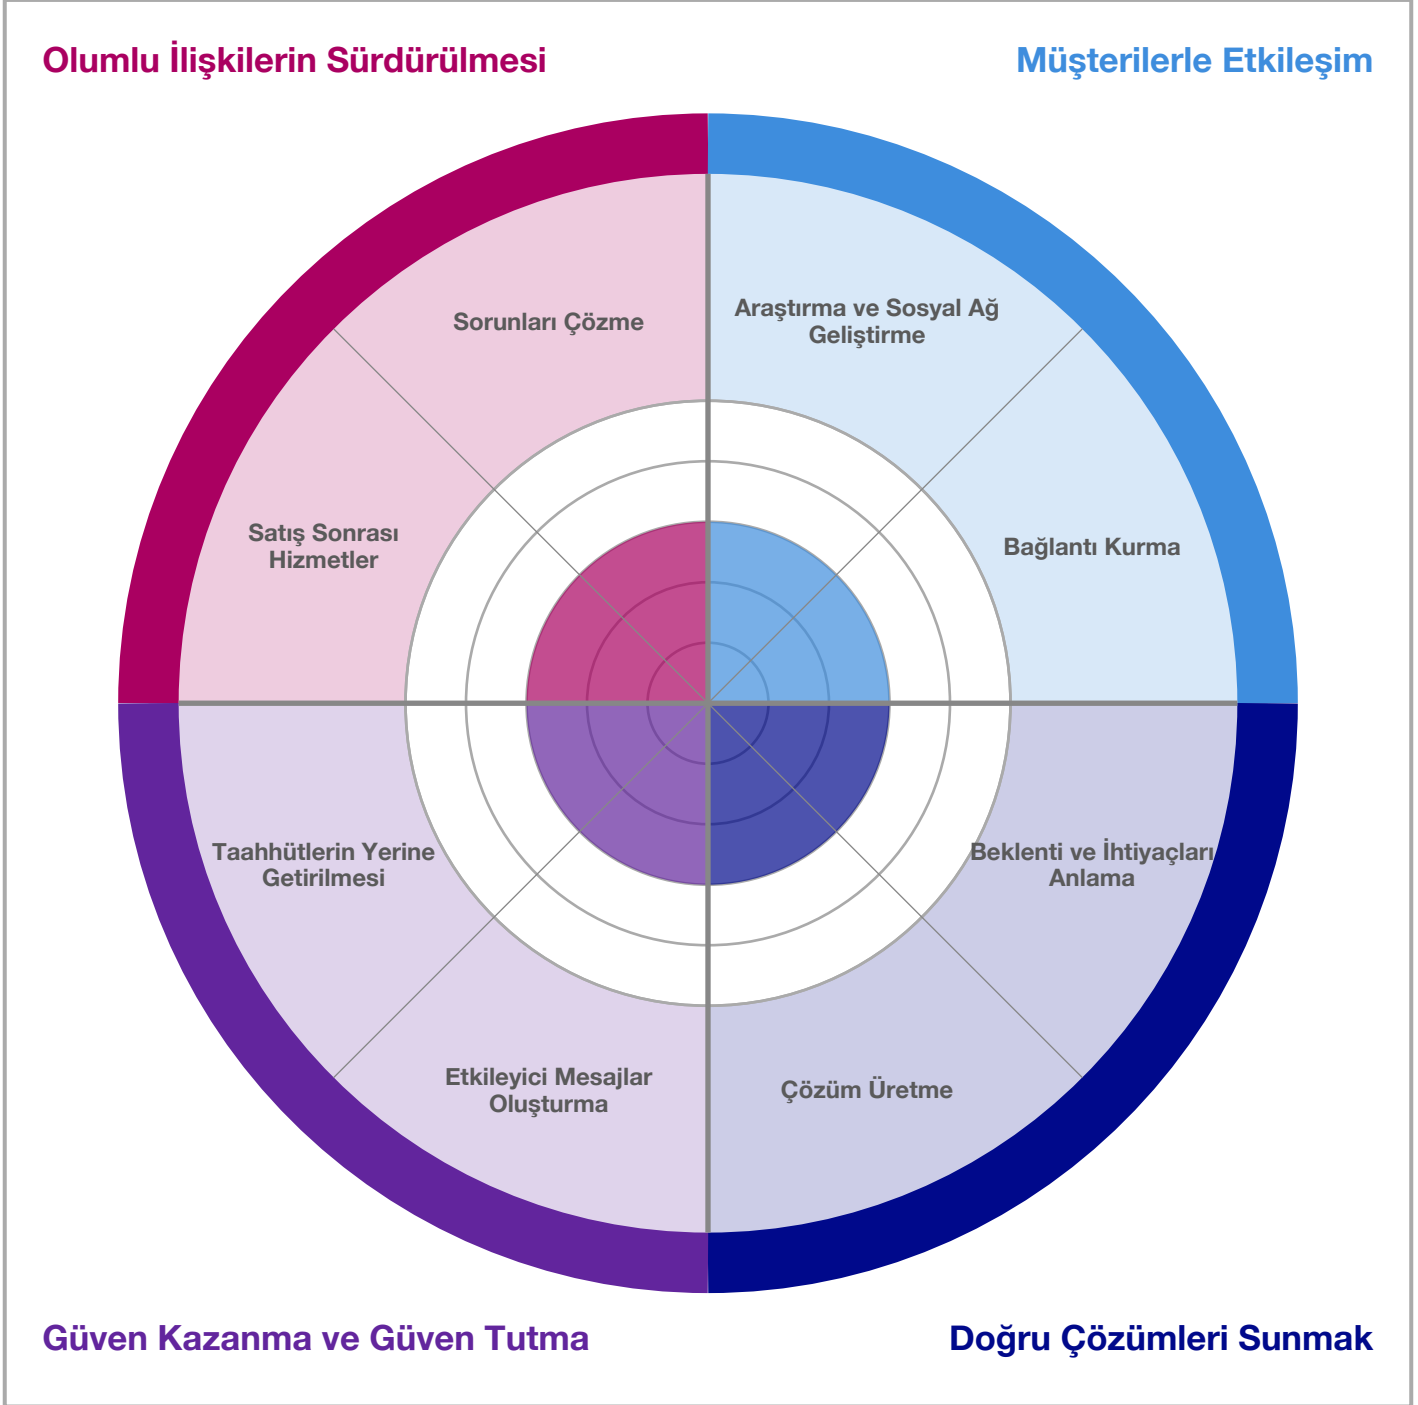 Olumlu İlişkilerin Sürdürülmesi
Müşterilerle Etkileşim
Sorunları Çözme
Araştırma ve Sosyal Ağ
Geliştirme
Satış Sonrası
Hizmetler
Bağlantı Kurma
Taahhütlerin Yerine
Getirilmesi
Beklenti ve İhtiyaçları
Anlama
Etkileyici Mesajlar
Oluşturma
Çözüm Üretme
Güven Kazanma ve Güven Tutma
Doğru Çözümleri Sunmak